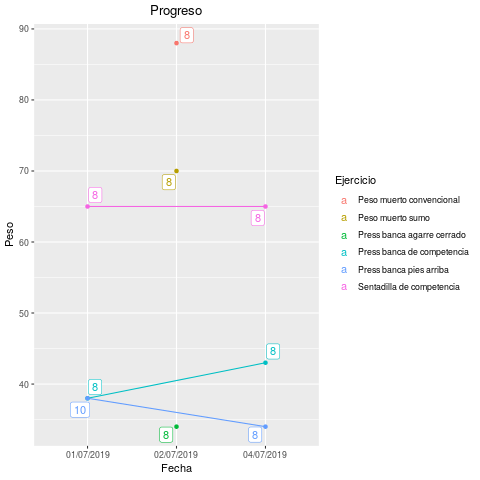 Progreso
90
8
80
70
8
8
8
60
50
8
8
40
10
8
8
01/07/2019 02/07/2019 04/07/2019
Fecha
Peso
Ejercicio
a Peso muerto convencional
a Peso muerto sumo
a Press banca agarre cerrado
a Press banca de competencia
a Press banca pies arriba
a Sentadilla de competencia